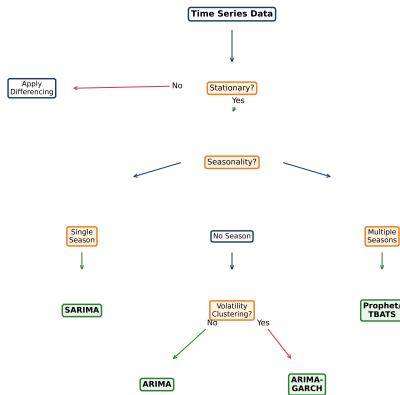 Time Series Data
No
Apply
Differencing
Stationary?
Yes
Seasonality?
Single
Season
No Season
Multiple
Seasons
SARIMA
Volatility
Clustering?
Prophet/
TBATS
No
Yes
ARIMA
ARIMA-
GARCH